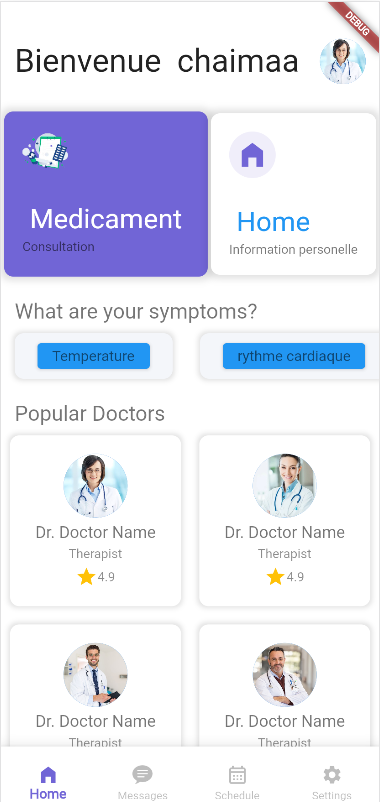 DEBUG
Bienvenue chaimaa
Medicament
Consultation
Home
Information personelle
What are your symptoms?
Temperature
rythme cardiaque
Popular Doctors
Dr. Doctor Name
Therapist
4.9
Dr. Doctor Name
Therapist
4.9
Dr. Doctor Name
Therapist
Dr. Doctor Name
Therapist
Home
Messages
Schedule
Settings